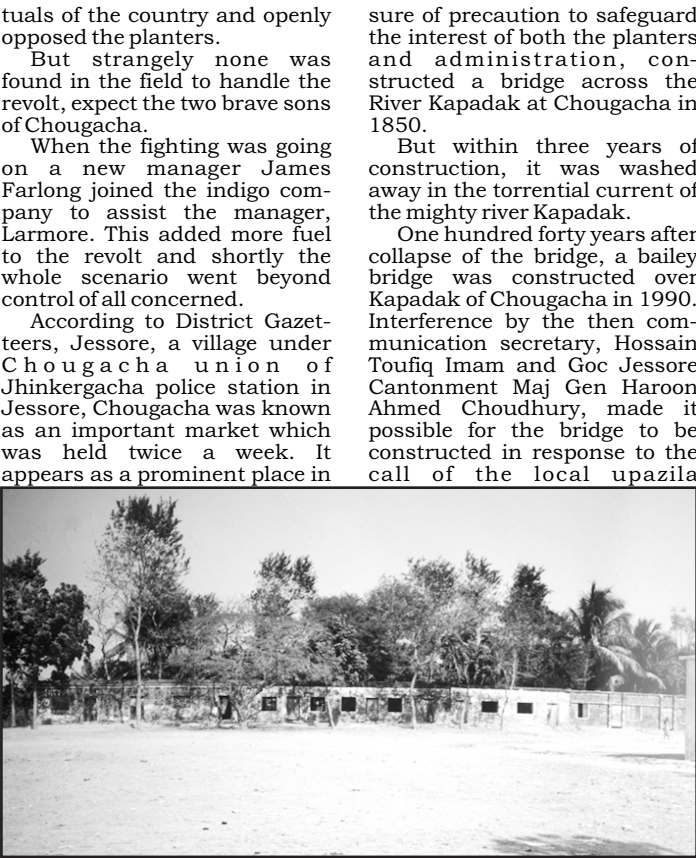 tuals of the country and openly
opposed the planters.
But strangely none was
found in the field to handle the
revolt, expect the two brave sons
of Chougacha.
When the fighting was going
on a new manager James
Farlong joined the indigo com-
pany to assist the manager,
Larmore. This added more fuel
to the revolt and shortly the
whole scenario went beyond
control of all concerned.
According to District Gazet-
teers, Jessore, a village under
Chougacha union of
Jhinkergacha police station in
Jessore, Chougacha was known
as an important market which
was held twice a week. It
appears as a prominent place in
sure of precaution to safeguard
the interest of both the planters
and administration, con-
structed a bridge across the
River Kapadak at Chougacha in
1850.
But within three years of
construction, it was washed
away in the torrential current of
the mighty river Kapadak.
One hundred forty years after
collapse of the bridge, a bailey
bridge was constructed over
Kapadak of Chougacha in 1990.
Interference by the then com-
munication secretary, Hossain
Toufiq Imam and Goc Jessore
Cantonment Maj Gen Haroon
Ahmed Choudhury, made it
possible for the bridge to be
constructed in response to the
call of the local upazila